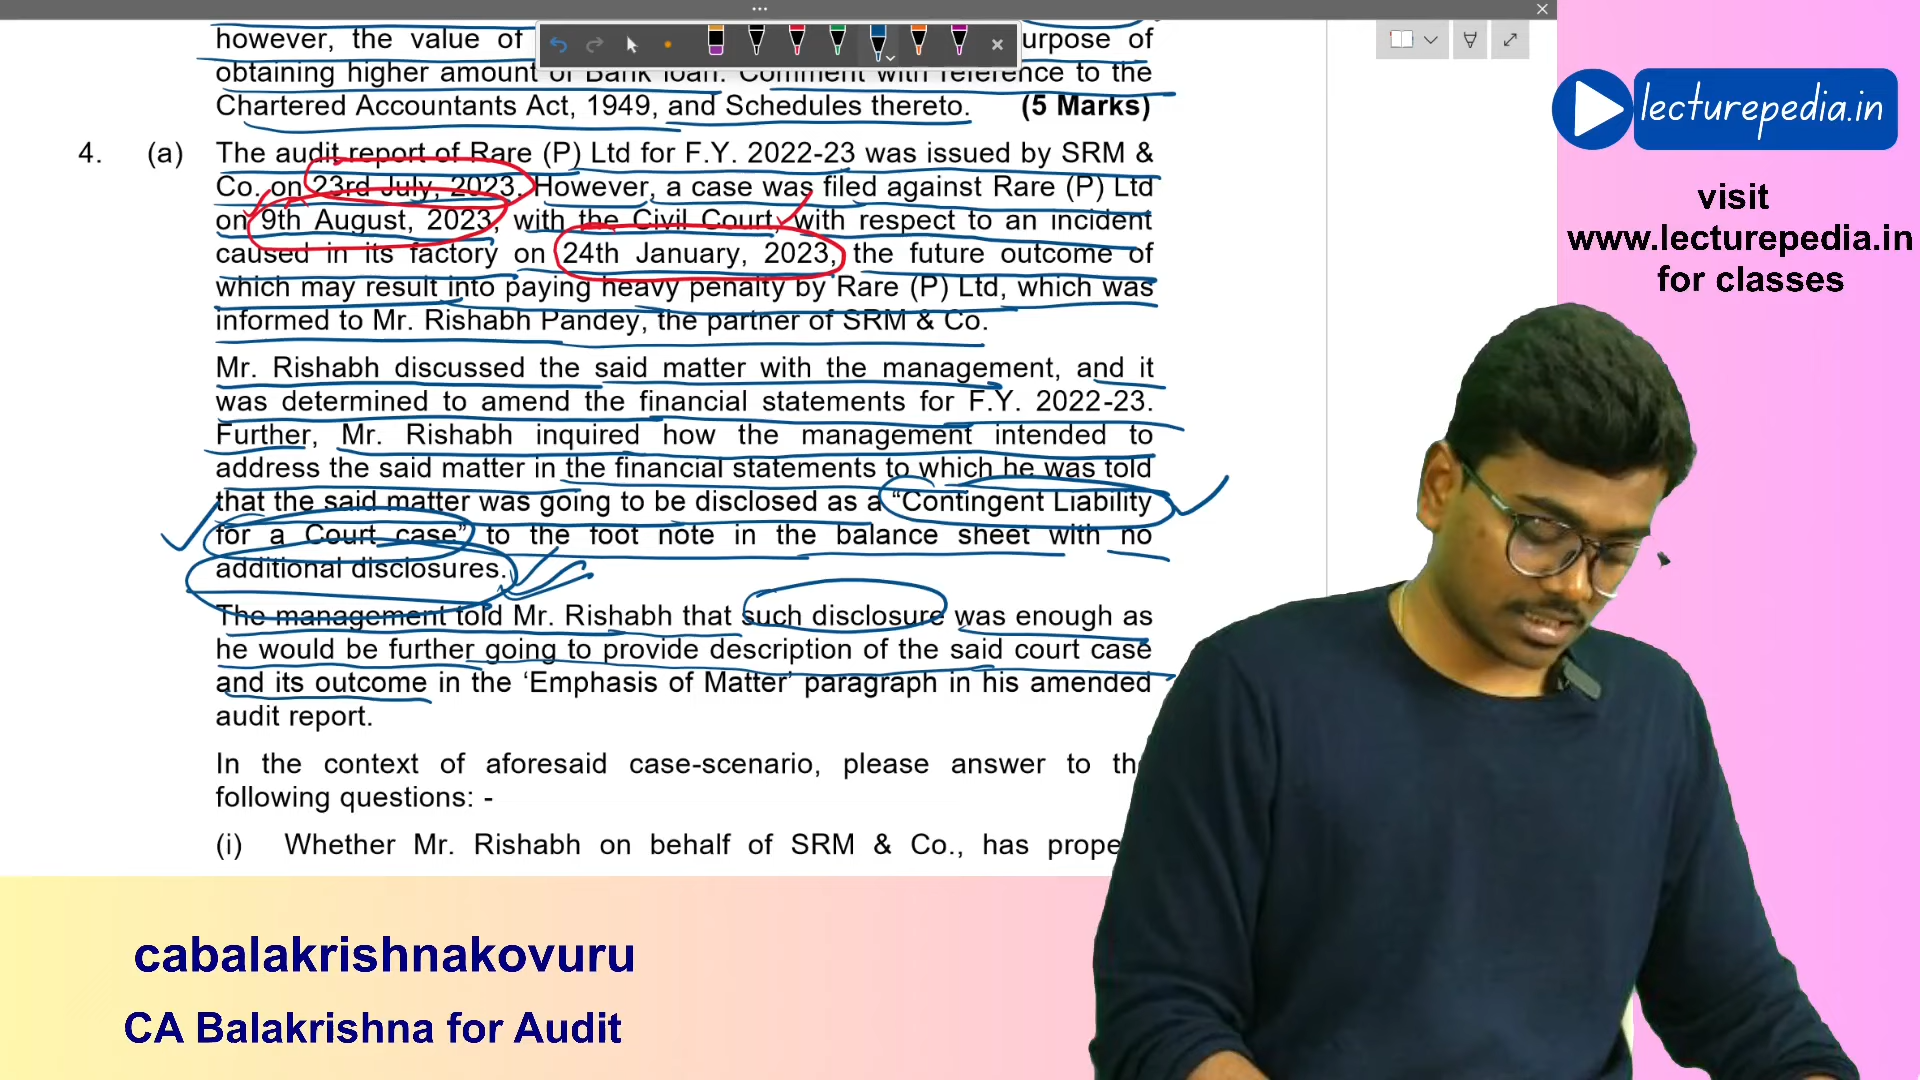 however, the value of urpose of
obtaining higher amount of Bank loan. Comment with reference to the
Chartered Accountants Act, 1949, and Schedules thereto. (5 Marks)
4. (a) The audit report of Rare (P) Ltd for F.Y. 2022-23 was issued by SRM &
Co. on 23rd July, 2023. However, a case was filed against Rare (P) Ltd
on 9th August, 2023, with the Civil Court, with respect to an incident
caused in its factory on 24th January, 2023, the future outcome of
which may result into paying heavy penalty by Rare (P) Ltd, which was
informed to Mr. Rishabh Pandey, the partner of SRM & Co.
Mr. Rishabh discussed the said matter with the management, and it
was determined to amend the financial statements for F.Y. 2022-23.
Further, Mr. Rishabh inquired how the management intended to
address the said matter in the financial statements to which he was told
that the said matter was going to be disclosed as a “Contingent Liability
for a Court case” to the foot note in the balance sheet with no
additional disclosures.
The management told Mr. Rishabh that such disclosure was enough as
he would be further going to provide description of the said court case
and its outcome in the ‘Emphasis of Matter’ paragraph in his amended
audit report.
In the context of aforesaid case-scenario, please answer to th
following questions: -
(i) Whether Mr. Rishabh on behalf of SRM & Co., has prope
lecturepedia.in
visit
www.lecturepedia.in
for classes
cabalakrishnakovuru
CA Balakrishna for Audit